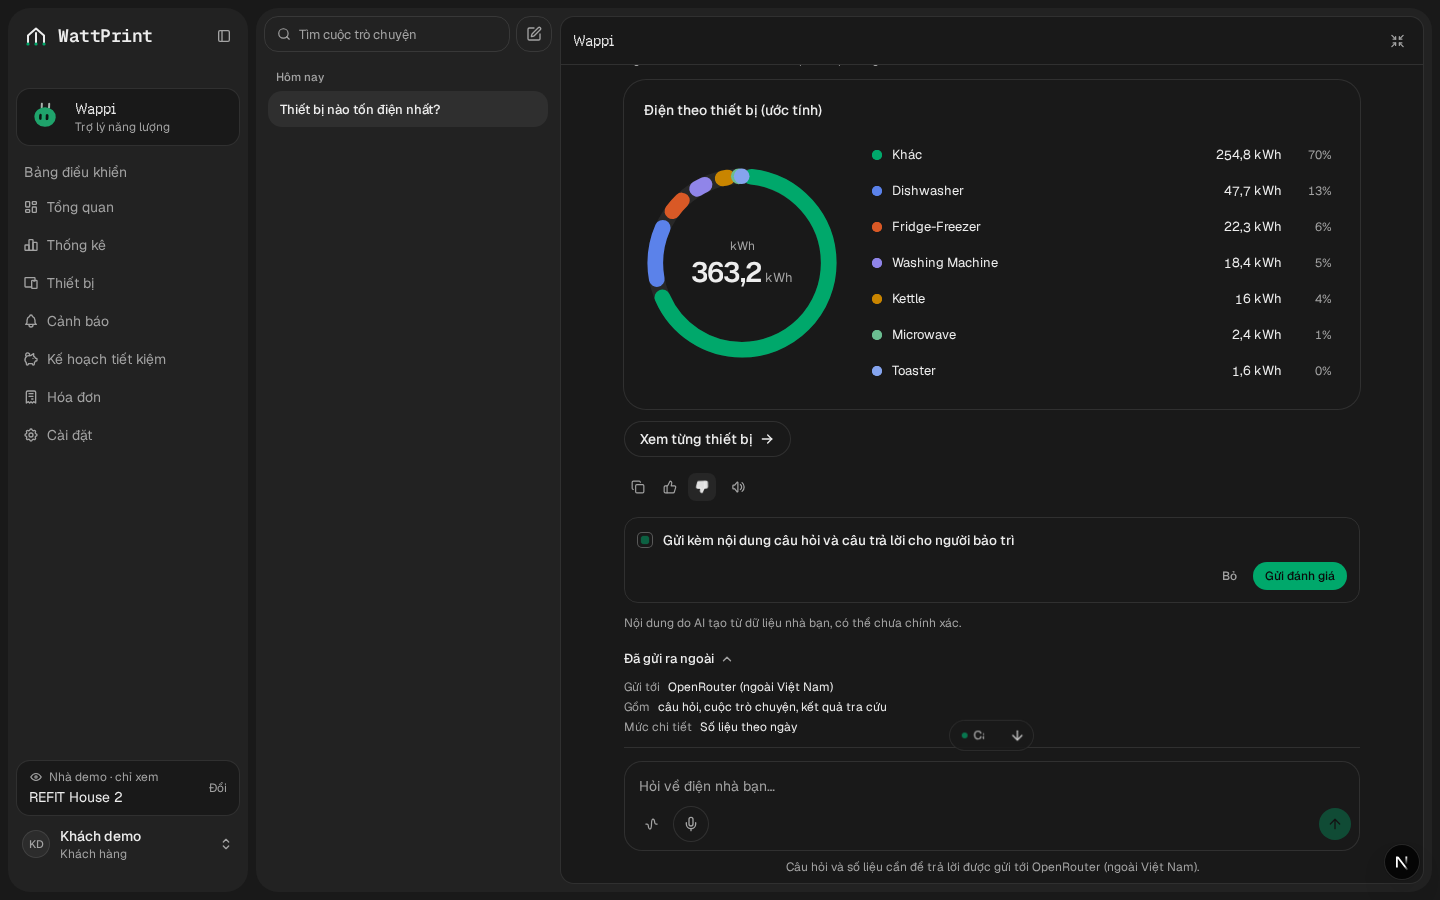 WattPrint
Wappi
Trợ lý năng lượng
Bảng điều khiển
Tổng quan
Thống kê
Thiết bị
Cảnh báo
Kế hoạch tiết kiệm
Hóa đơn
Cài đặt
Nhà demo · chỉ xem
REFIT House 2
Đổi
KD
Khách demo
Khách hàng
Tìm cuộc trò chuyện
Hôm nay
Thiết bị nào tốn điện nhất?
Wappi
Điện theo thiết bị (ước tính)
kWh
363,2 kWh
Khác 254,8 kWh 70%
Dishwasher 47,7 kWh 13%
Fridge-Freezer 22,3 kWh 6%
Washing Machine 18,4 kWh 5%
Kettle 16 kWh 4%
Microwave 2,4 kWh 1%
Toaster 1,6 kWh 0%
Xem từng thiết bị
Gửi kèm nội dung câu hỏi và câu trả lời cho người bảo trì
Bỏ
Gửi đánh giá
Nội dung do AI tạo từ dữ liệu nhà bạn, có thể chưa chính xác.
Đã gửi ra ngoài
Gửi tới OpenRouter (ngoài Việt Nam)
Gồm câu hỏi, cuộc trò chuyện, kết quả tra cứu
Mức chi tiết Số liệu theo ngày
Hỏi về điện nhà bạn...
Câu hỏi và số liệu cần để trả lời được gửi tới OpenRouter (ngoài Việt Nam).
N